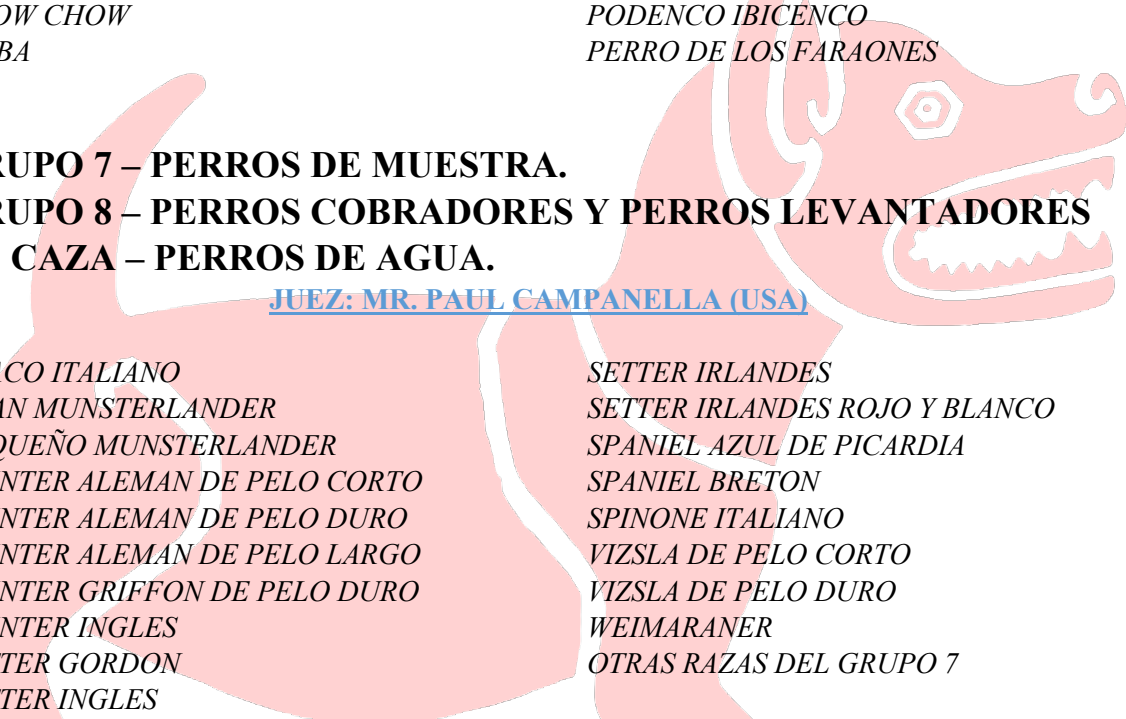 OW CHOW
BA
PODENCO IBICENCO
PERRO DE LOS FARAONES
RUPO 7 – PERROS DE MUESTRA.
RUPO 8 – PERROS COBRADORES Y PERROS LEVANTADORES
CAZA – PERROS DE AGUA.
JUEZ: MR. PAUL CAMPANELLA (USA)
ACO ITALIANO
AN MUNSTERLANDER
QUEÑO MUNSTERLANDER
NTER ALEMAN DE PELO CORTO
NTER ALEMAN DE PELO DURO
NTER ALEMAN DE PELO LARGO
NTER GRIFFON DE PELO DURO
NTER INGLES
TER GORDON
TER INGLES
SETTER IRLANDES
SETTER IRLANDES ROJO Y BLANCO
SPANIEL AZUL DE PICARDIA
SPANIEL BRETON
SPINONE ITALIANO
VIZSLA DE PELO CORTO
VIZSLA DE PELO DURO
WEIMARANER
OTRAS RAZAS DEL GRUPO 7